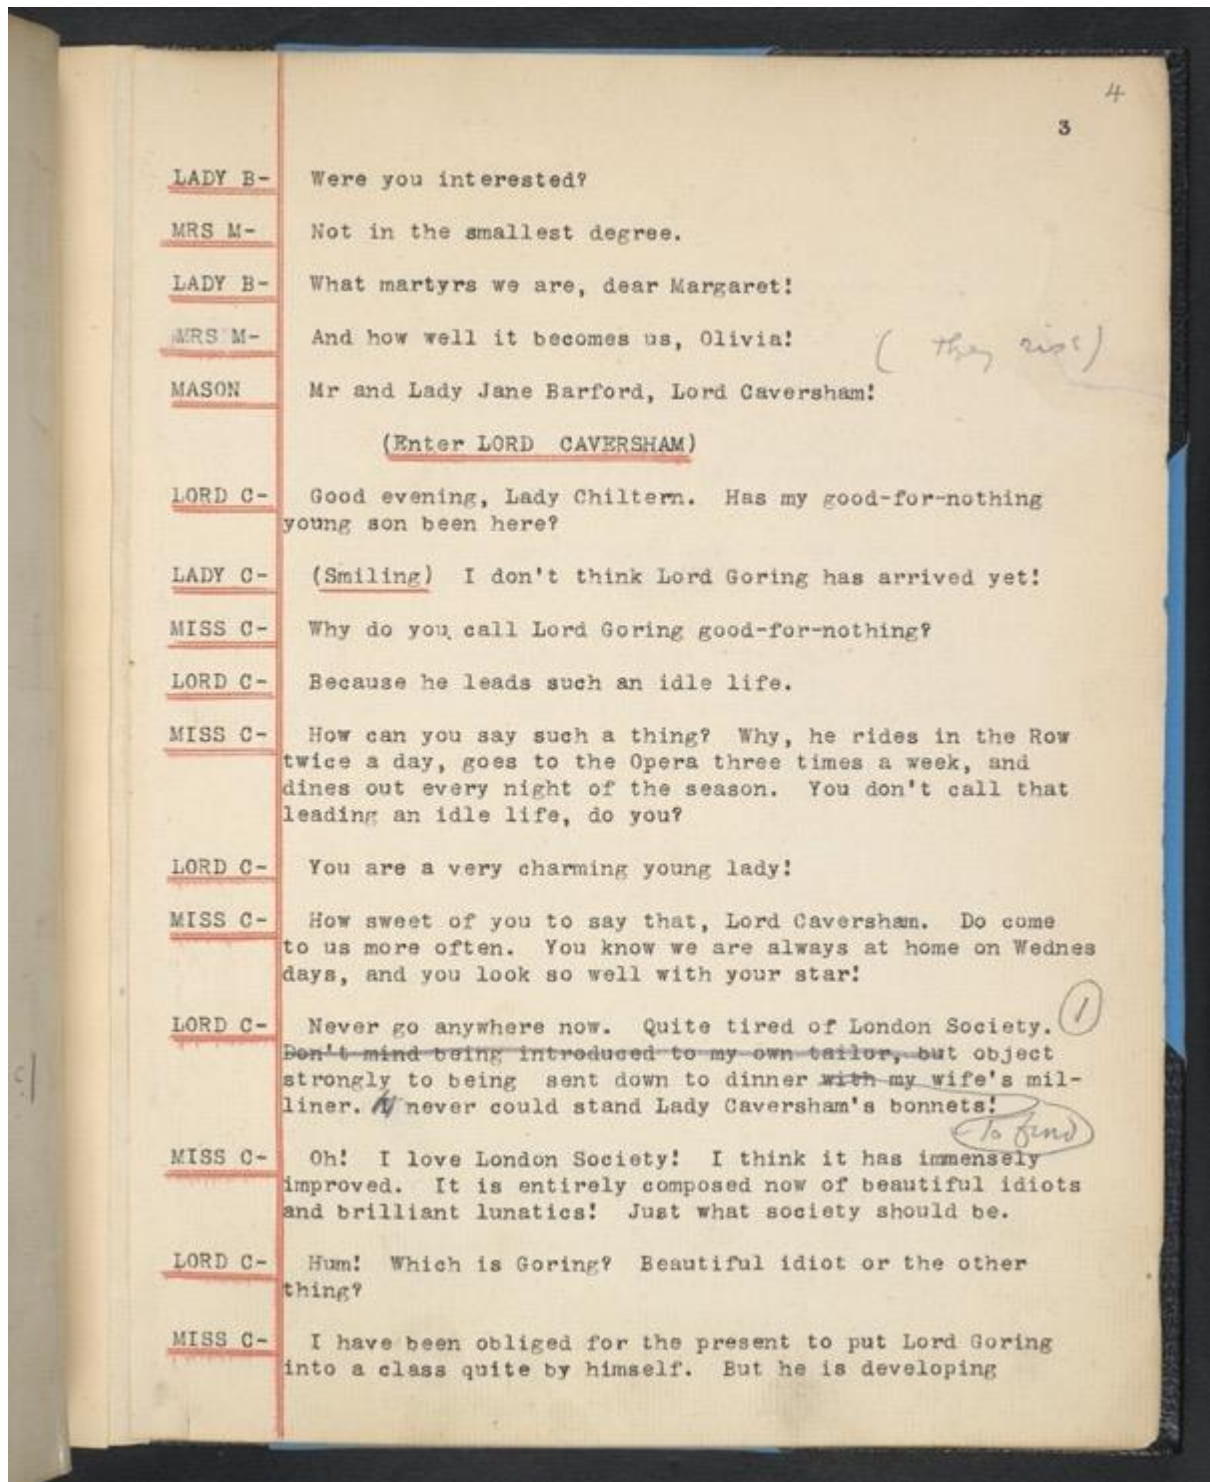 4
3
LADY B- Were you interested?
MRS M- Not in the smallest degree.
LADY B- What martyrs we are, dear Margaret!
MRS M- And how well it becomes us, Olivia! ( They rise)
MASON Mr and Lady Jane Barford, Lord Caversham!
(Enter LORD CAVERSHAM)
LORD C- Good evening, Lady Chiltern. Has my good-for-nothing
young son been here?
LADY C- (Smiling) I don't think Lord Goring has arrived yet!
MISS C- Why do you call Lord Goring good-for-nothing?
LORD C- Because he leads such an idle life.
MISS C- How can you say such a thing? Why, he rides in the Row
twice a day, goes to the Opera three times a week, and
dines out every night of the season. You don't call that
leading an idle life, do you?
LORD C- You are a very charming young lady!
MISS C- How sweet of you to say that, Lord Caversham. Do come
to us more often. You know we are always at home on Wednes
days, and you look so well with your star!
LORD C- Never go anywhere now. Quite tired of London Society. 1
Don't mind being introduced to my own tailor, but object
strongly to being sent down to dinner with my wife's mil-
liner. never could stand Lady Caversham's bonnets!
To find
MISS C- Oh! I love London Society! I think it has immensely
improved. It is entirely composed now of beautiful idiots
and brilliant lunatics! Just what society should be.
LORD C- Hum! Which is Goring? Beautiful idiot or the other
thing?
MISS C- I have been obliged for the present to put Lord Goring
into a class quite by himself. But he is developing